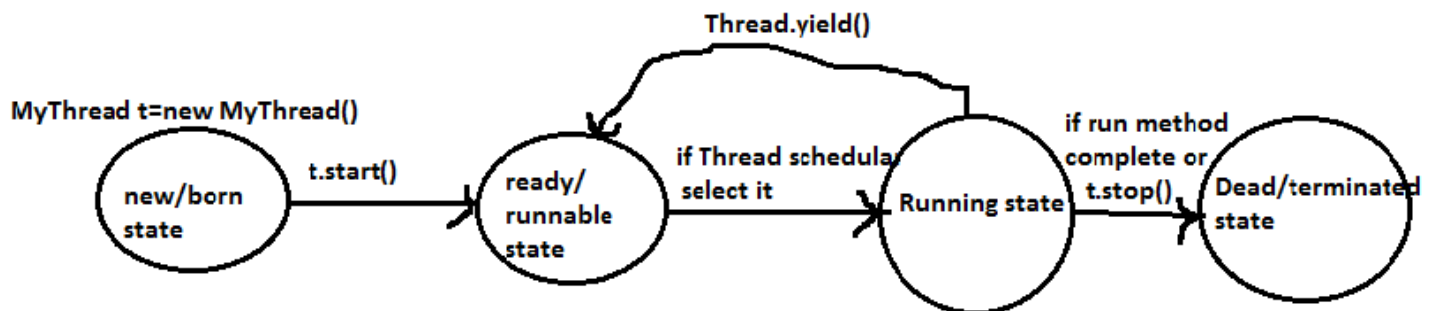 Thread.yield()
MyThread t=new MyThread()
new/born
state
t.start()
ready/
runnable
state
if Thread schedular
select it
Running state
if run method
complete or
t.stop()
Dead/terminated
state